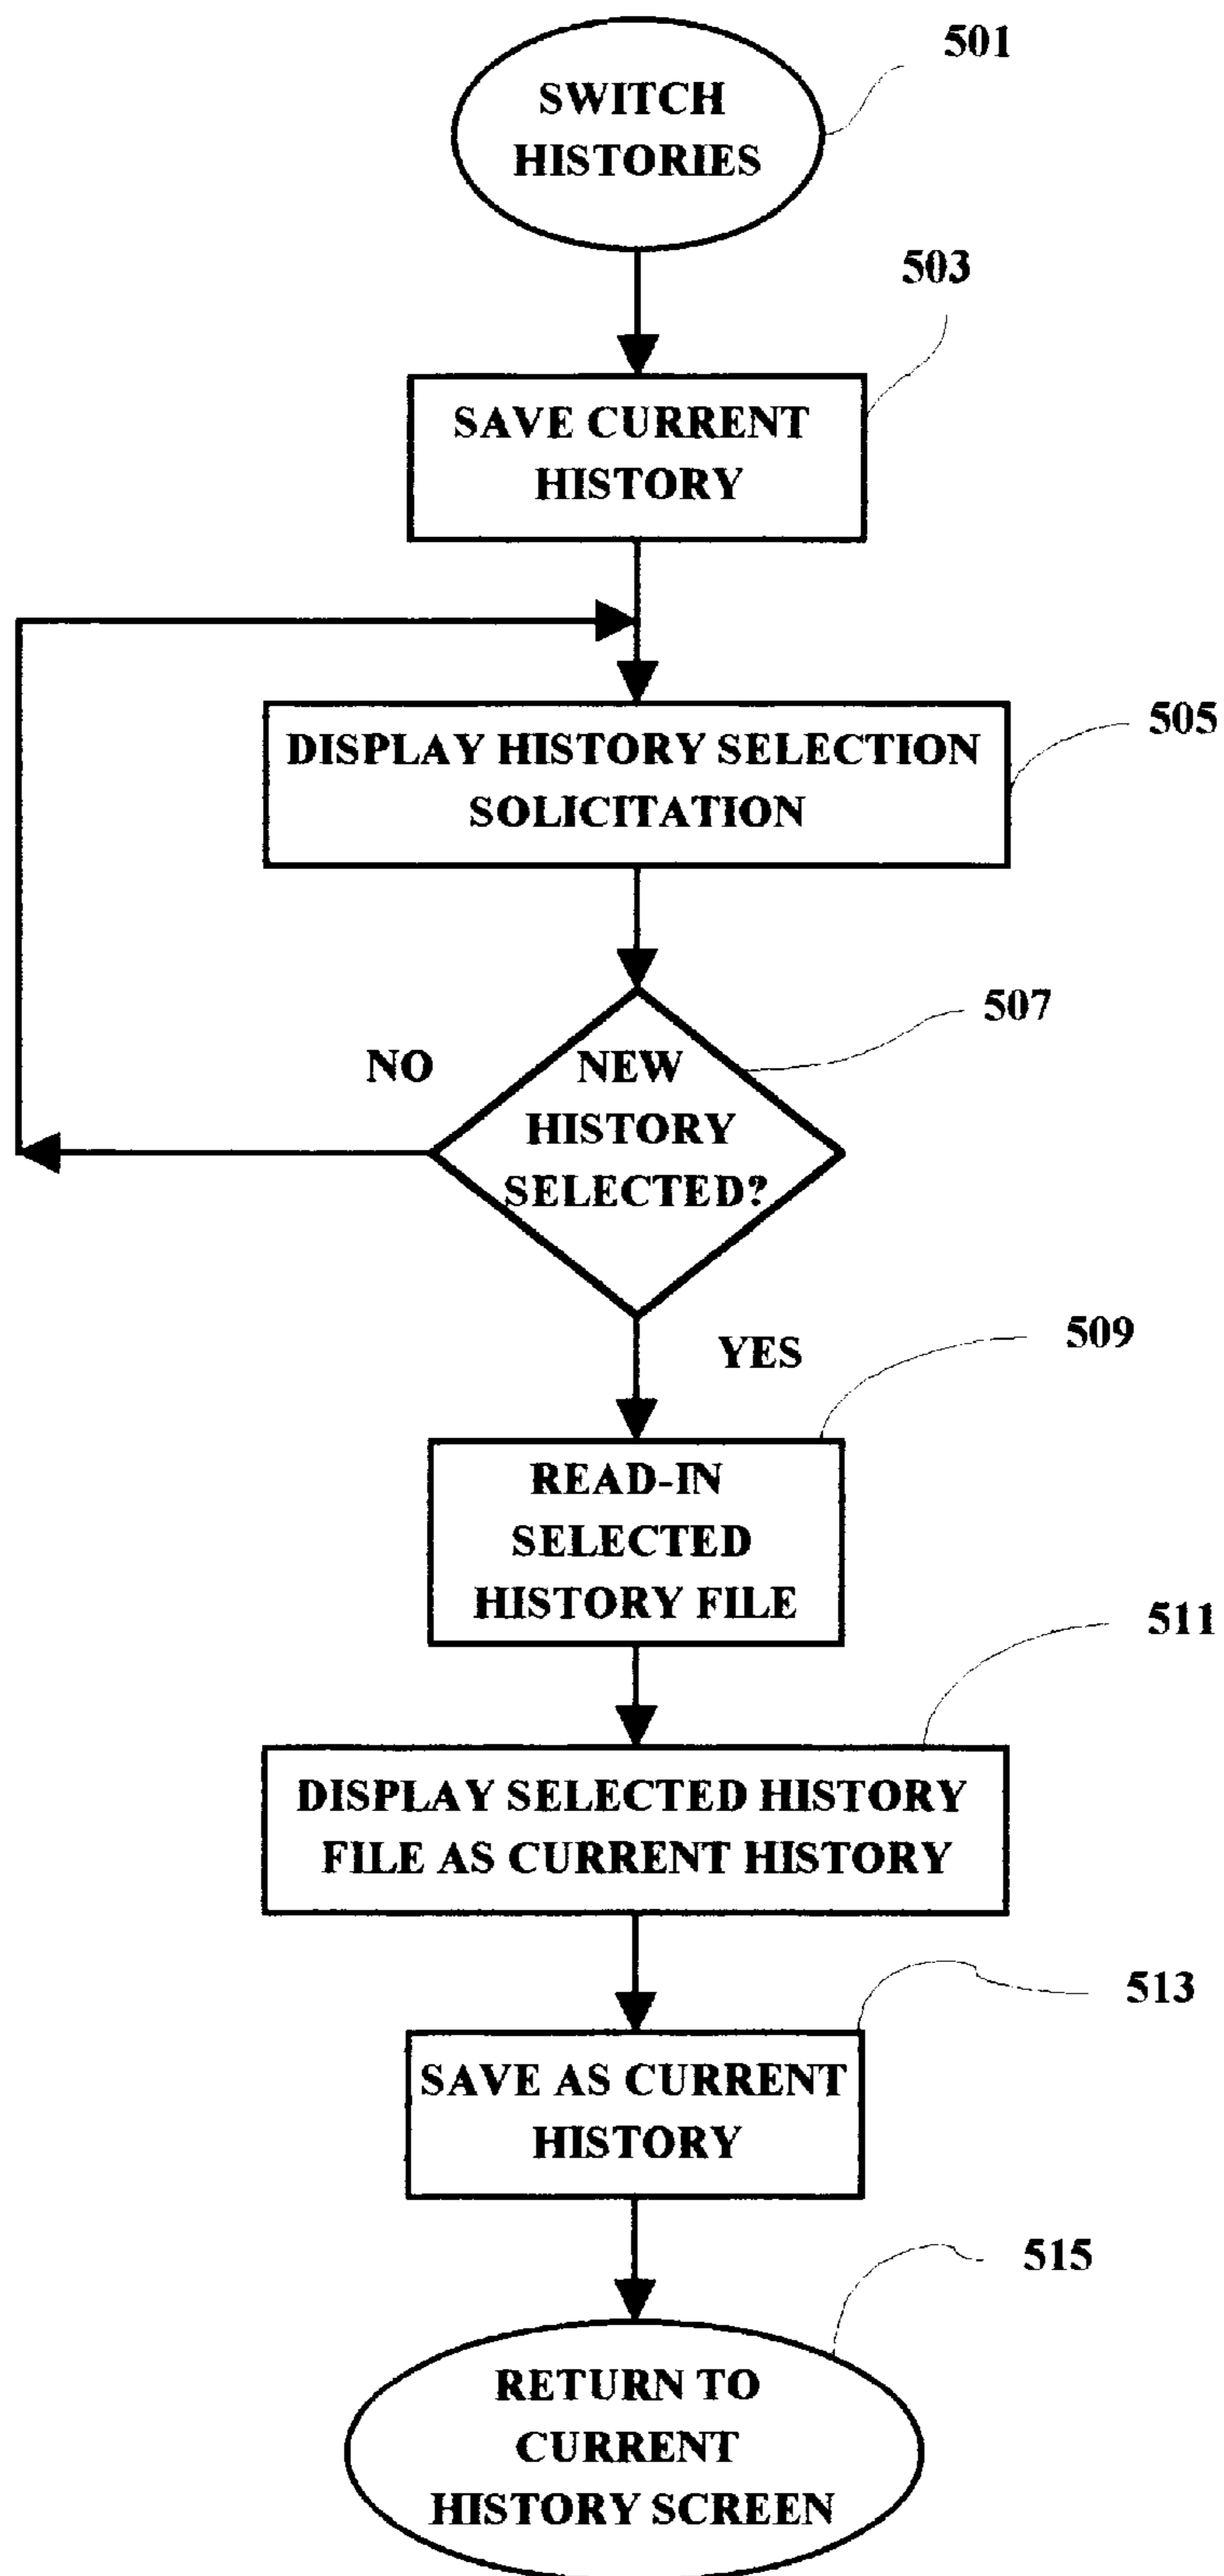 501
SWITCH
HISTORIES
503
SAVE CURRENT
HISTORY
505
DISPLAY HISTORY SELECTION
SOLICITATION
507
NO
NEW
HISTORY
SELECTED?
YES
509
READ-IN
SELECTED
HISTORY FILE
511
DISPLAY SELECTED HISTORY
FILE AS CURRENT HISTORY
513
SAVE AS CURRENT
HISTORY
515
RETURN TO
CURRENT
HISTORY SCREEN